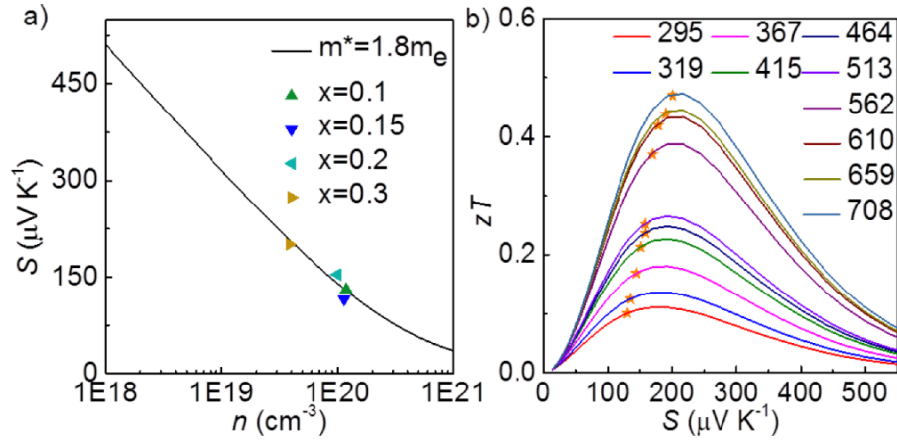 a)
S (μV K⁻¹)
450
300
150
0
m*=1.8mₑ
x=0.1
x=0.15
x=0.2
x=0.3
1E18 1E19 1E20 1E21
n (cm⁻³)
b)
zT
0.6
0.4
0.2
0.0
295 367 464
319 415 513
562
610
659
708
0 100 200 300 400 500
S (μV K⁻¹)